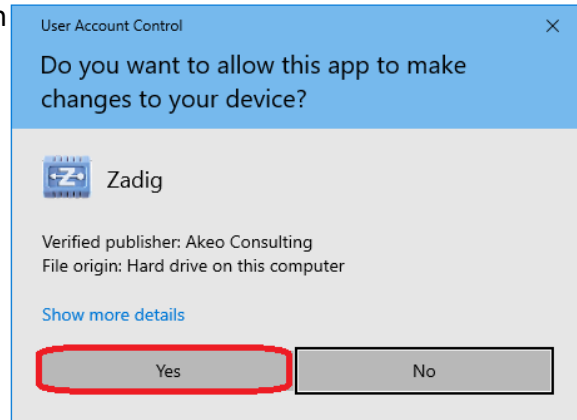 n
User Account Control
Do you want to allow this app to make
changes to your device?
Zadig
Verified publisher: Akeo Consulting
File origin: Hard drive on this computer
Show more details
Yes No